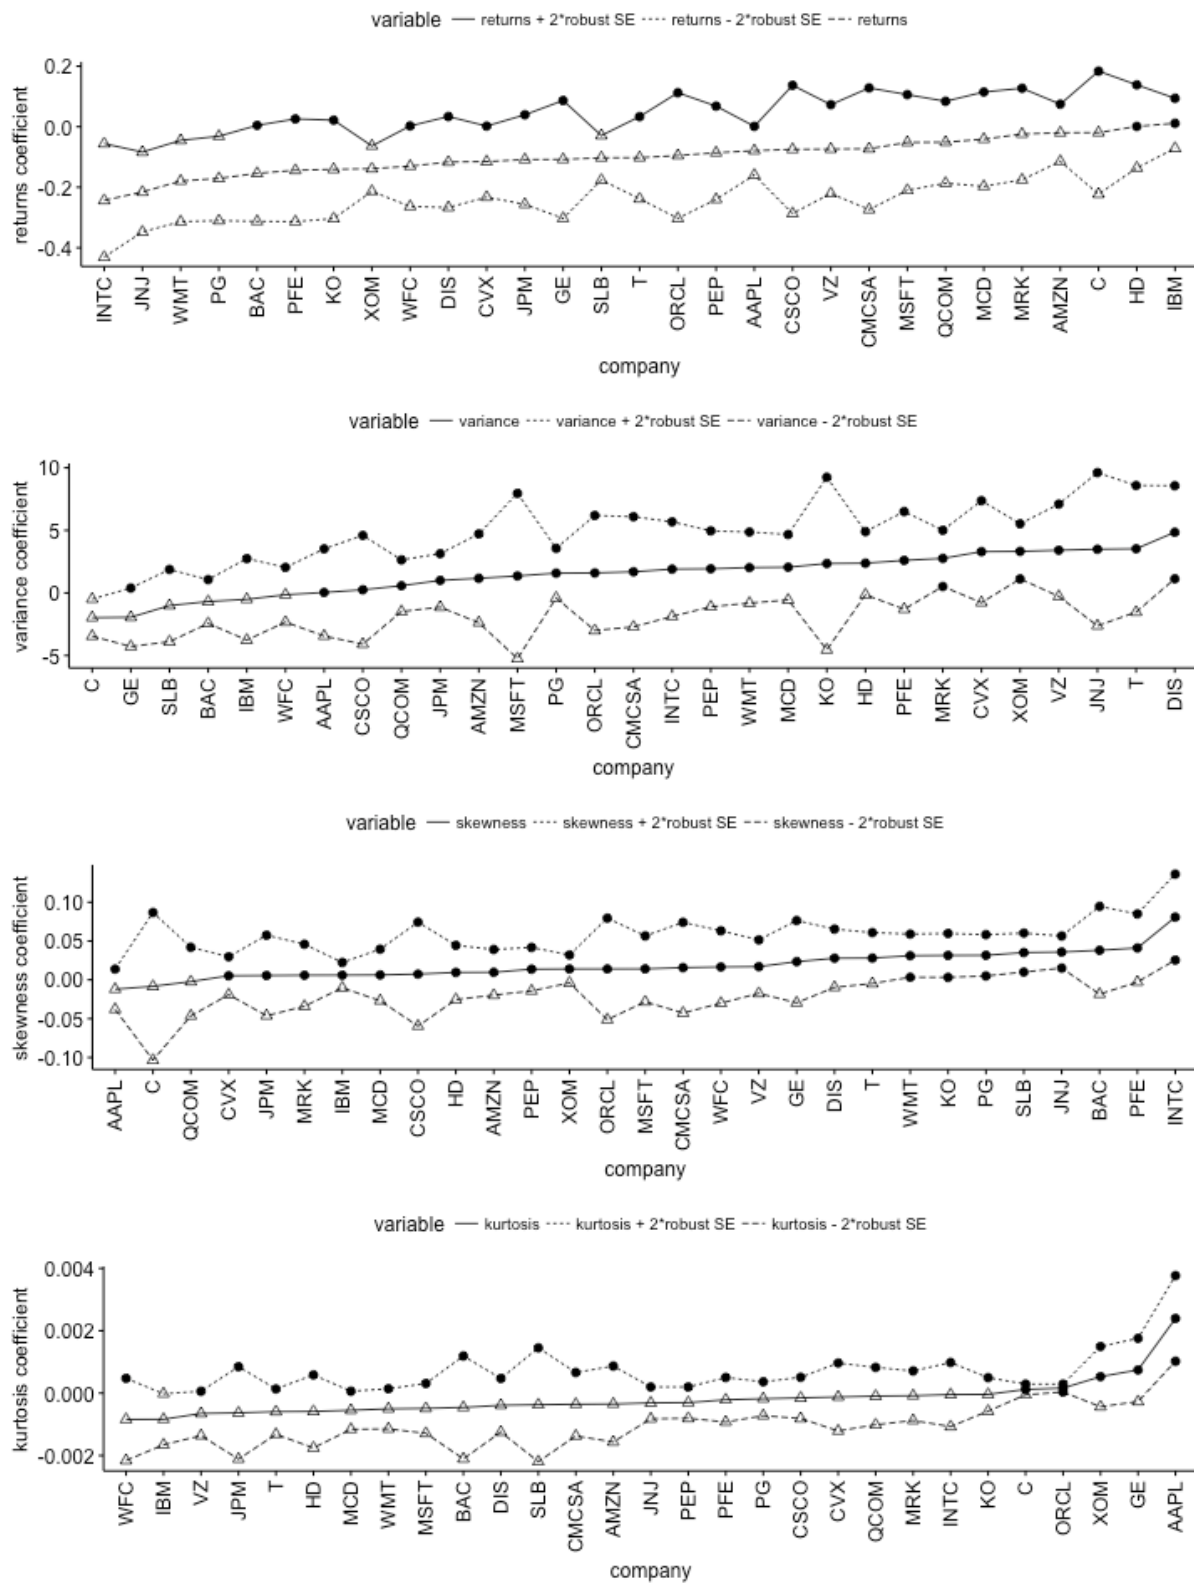 variable returns + 2*robust SE returns - 2*robust SE returns
returns coefficient
0.2
0.0
-0.2
-0.4
INTC JNJ WMT PG BAC PFE KO XOM WFC DIS CVX JPM GE SLB T ORCL PEP AAPL CSCO VZ CMCSA MSFT QCOM MCD MRK AMZN C HD IBM
company
variable variance variance + 2*robust SE variance - 2*robust SE
variance coefficient
10
5
0
-5
C GE SLB BAC IBM WFC AAPL CSCO QCOM JPM AMZN MSFT PG ORCL CMCSA INTC PEP WMT MCD KO HD PFE MRK CVX XOM VZ JNJ T DIS
company
variable skewness skewness + 2*robust SE skewness - 2*robust SE
skewness coefficient
0.10
0.05
0.00
-0.05
-0.10
AAPL C QCOM CVX JPM MRK IBM MCD CSCO HD AMZN PEP XOM ORCL MSFT CMCSA WFC VZ GE DIS T WMT KO PG SLB JNJ BAC PFE INTC
company
variable kurtosis kurtosis + 2*robust SE kurtosis - 2*robust SE
kurtosis coefficient
0.004
0.002
0.000
-0.002
WFC IBM VZ JPM T HD MCD WMT MSFT BAC DIS SLB CMCSA AMZN JNJ PEP PFE PG CSCO CVX QCOM MRK INTC KO C ORCL XOM GE AAPL
company